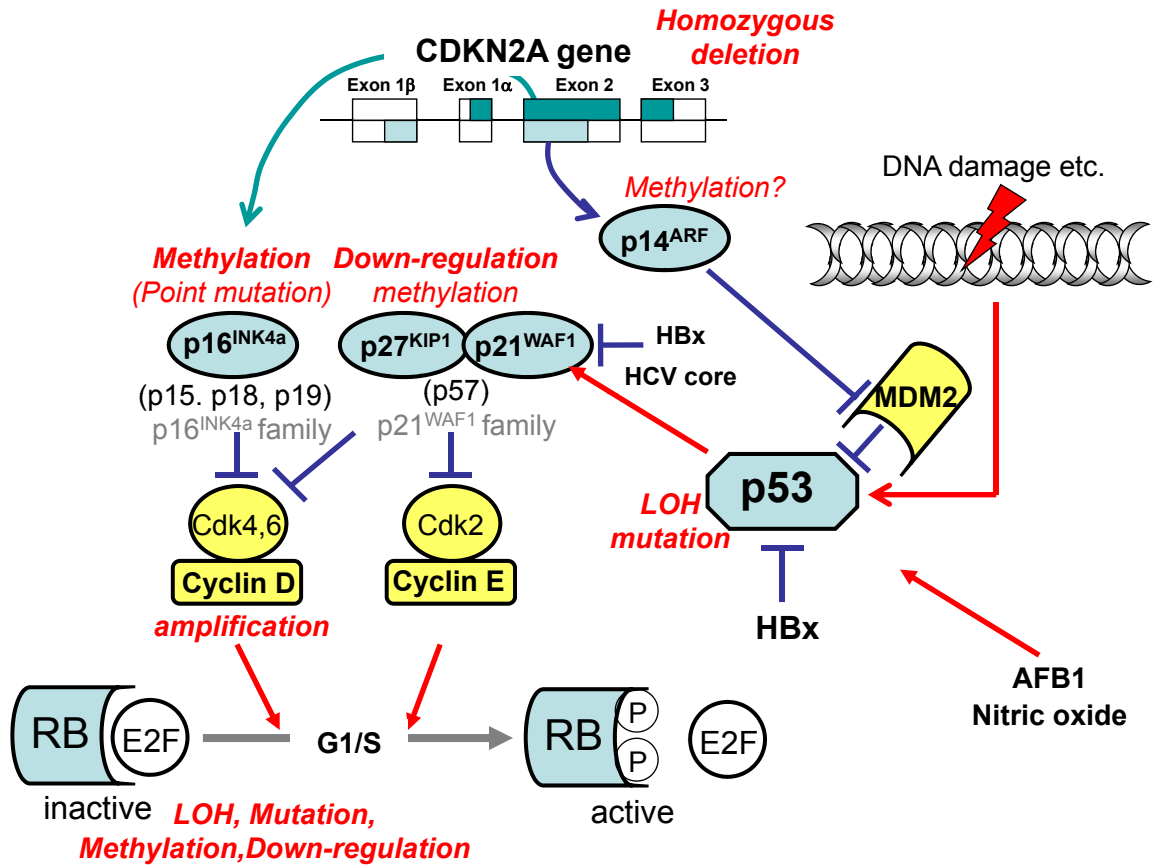 Homozygous
deletion
CDKN2A gene
Exon 1β Exon 1α Exon 2 Exon 3
DNA damage etc.
Methylation?
p14ARF
Methylation
(Point mutation)
Down-regulation
methylation
p16INK4a
p27KIP1
p21WAF1
HBx
HCV core
(p15. p18, p19)
p16INK4a family
(p57)
p21WAF1 family
MDM2
p53
LOH
mutation
Cdk4,6
Cyclin D
amplification
Cdk2
Cyclin E
HBx
AFB1
Nitric oxide
RB
E2F
inactive
G1/S
RB
P
P
E2F
active
LOH, Mutation,
Methylation,Down-regulation